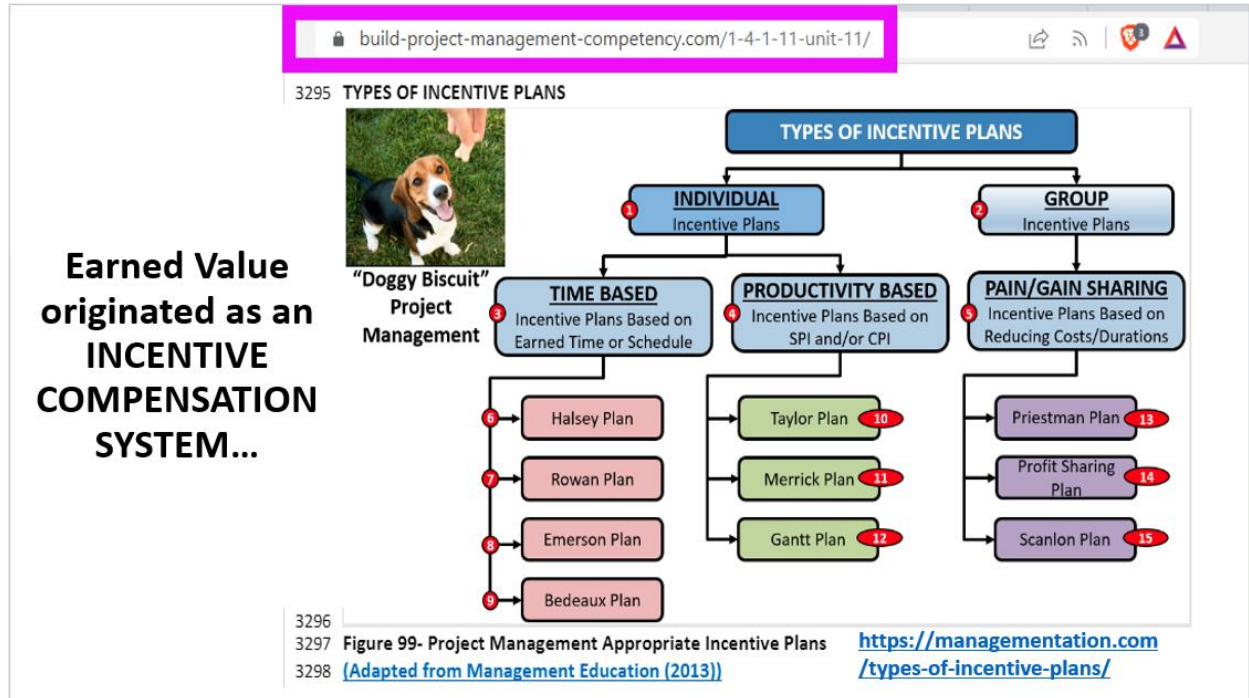 build-project-management-competency.com/1-4-1-11-unit-11/
3
3295 TYPES OF INCENTIVE PLANS
Earned Value
originated as an
INCENTIVE
COMPENSATION
SYSTEM...
"Doggy Biscuit"
Project
Management
TYPES OF INCENTIVE PLANS
1
INDIVIDUAL
Incentive Plans
2
GROUP
Incentive Plans
3
TIME BASED
Incentive Plans Based on
Earned Time or Schedule
4
PRODUCTIVITY BASED
Incentive Plans Based on
SPI and/or CPI
5
PAIN/GAIN SHARING
Incentive Plans Based on
Reducing Costs/Durations
6 Halsey Plan
7 Rowan Plan
8 Emerson Plan
9 Bedeaux Plan
Taylor Plan 10
Merrick Plan 11
Gantt Plan 12
Priestman Plan 13
Profit Sharing
Plan 14
Scanlon Plan 15
3296
3297 Figure 99- Project Management Appropriate Incentive Plans
3298 (Adapted from Management Education (2013))
https://managementation.com
/types-of-incentive-plans/